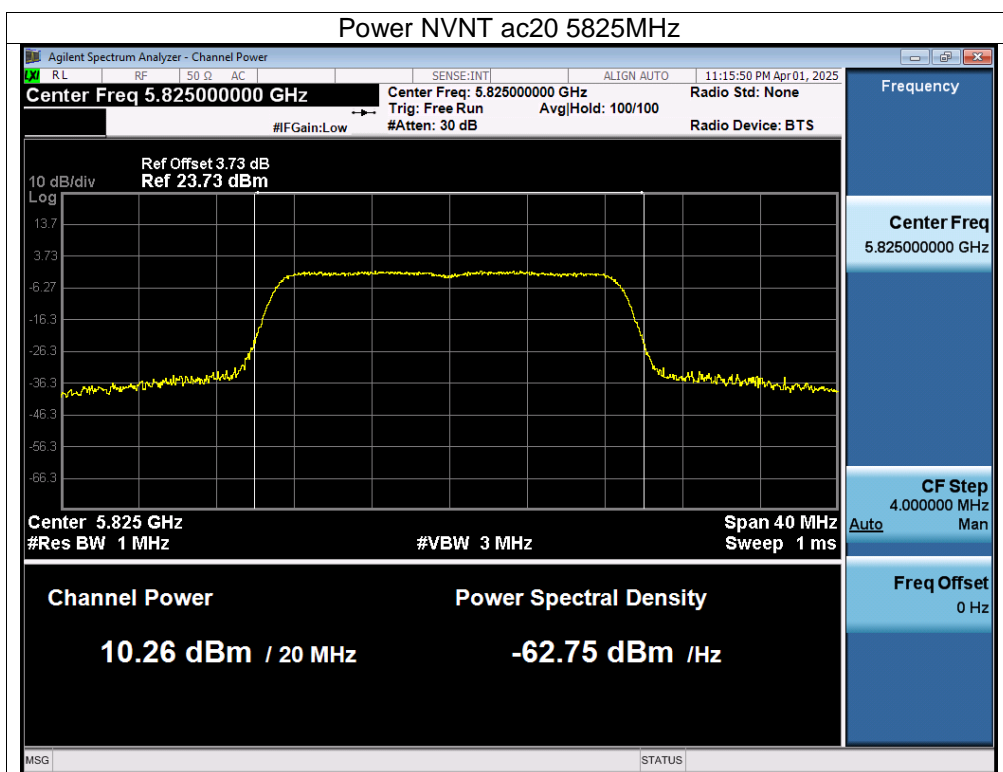 Power NVNT ac20 5825MHz
Agilent Spectrum Analyzer - Channel Power
LXI RL RF 50 Ω AC SENSE:INT ALIGN AUTO 11:15:50 PM Apr 01, 2025
Center Freq 5.825000000 GHz
Center Freq: 5.825000000 GHz
Radio Std: None
Trig: Free Run Avg|Hold: 100/100
#IFGain:Low
#Atten: 30 dB
Radio Device: BTS
Ref Offset 3.73 dB
10 dB/div Ref 23.73 dBm
Log
13.7
3.73
-6.27
-16.3
-26.3
-36.3
-46.3
-56.3
-66.3
Center 5.825 GHz
Span 40 MHz
#Res BW 1 MHz
#VBW 3 MHz
Sweep 1 ms
Channel Power
Power Spectral Density
10.26 dBm / 20 MHz
-62.75 dBm /Hz
Frequency
Center Freq
5.825000000 GHz
CF Step
4.000000 MHz
Auto Man
Freq Offset
0 Hz
MSG
STATUS